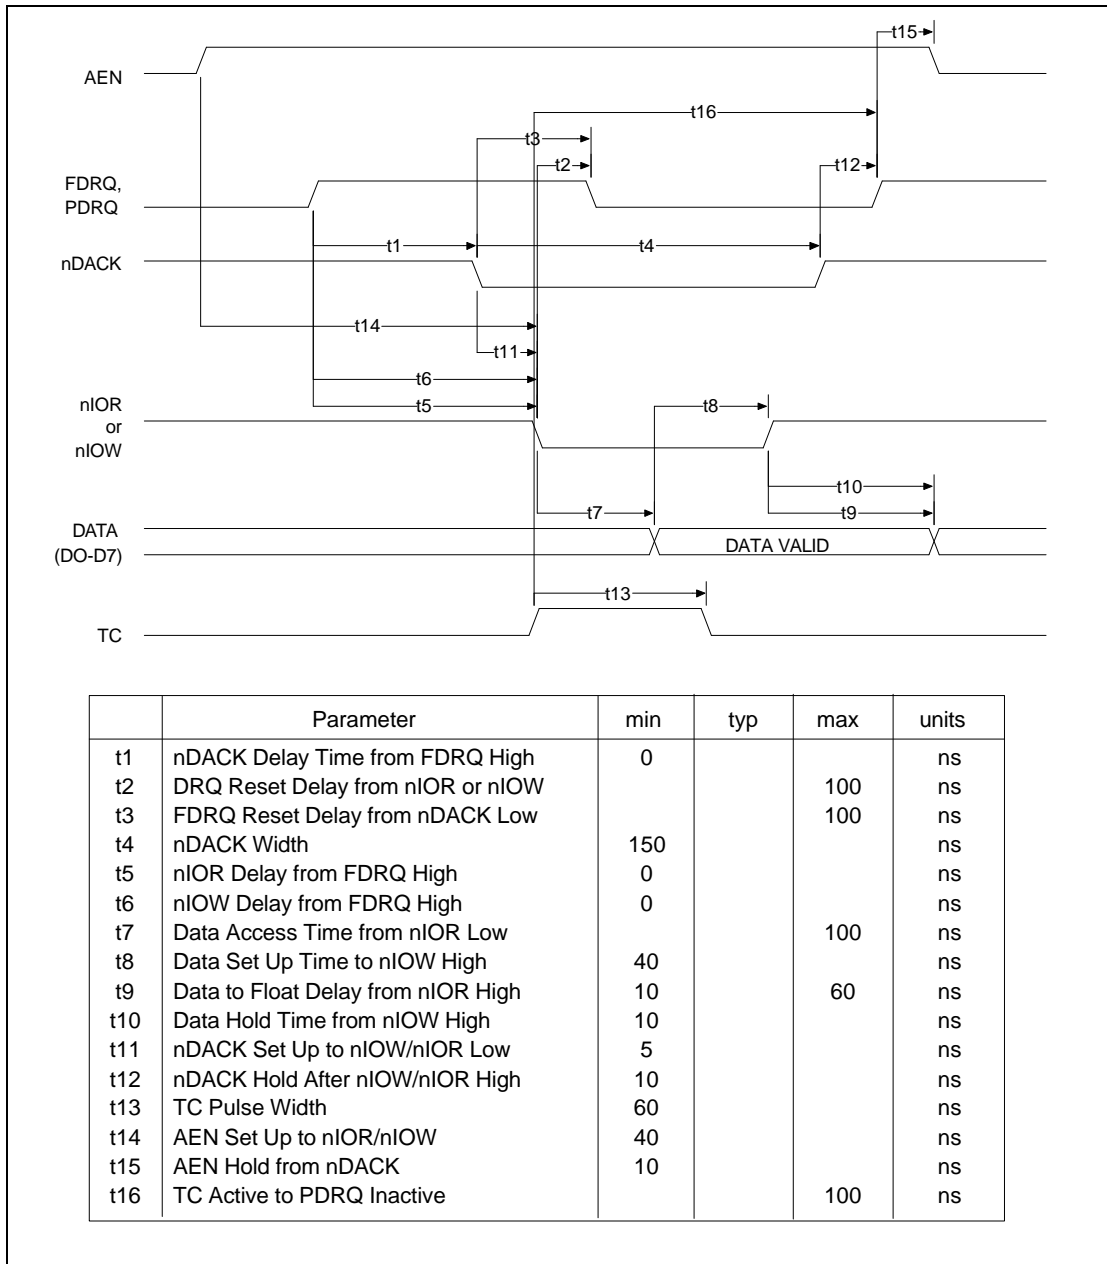 t15
AEN
t16
t3
t2
t12
FDRQ,
PDRQ
t1
t4
nDACK
t14
t11
t6
t5
t8
nIOR
or
nIOW
t10
t7
t9
DATA
(DO-D7)
DATA VALID
t13
TC
Parameter min typ max units
t1 nDACK Delay Time from FDRQ High 0 ns
t2 DRQ Reset Delay from nIOR or nIOW 100 ns
t3 FDRQ Reset Delay from nDACK Low 100 ns
t4 nDACK Width 150 ns
t5 nIOR Delay from FDRQ High 0 ns
t6 nIOW Delay from FDRQ High 0 ns
t7 Data Access Time from nIOR Low 100 ns
t8 Data Set Up Time to nIOW High 40 ns
t9 Data to Float Delay from nIOR High 10 60 ns
t10 Data Hold Time from nIOW High 10 ns
t11 nDACK Set Up to nIOW/nIOR Low 5 ns
t12 nDACK Hold After nIOW/nIOR High 10 ns
t13 TC Pulse Width 60 ns
t14 AEN Set Up to nIOR/nIOW 40 ns
t15 AEN Hold from nDACK 10 ns
t16 TC Active to PDRQ Inactive 100 ns